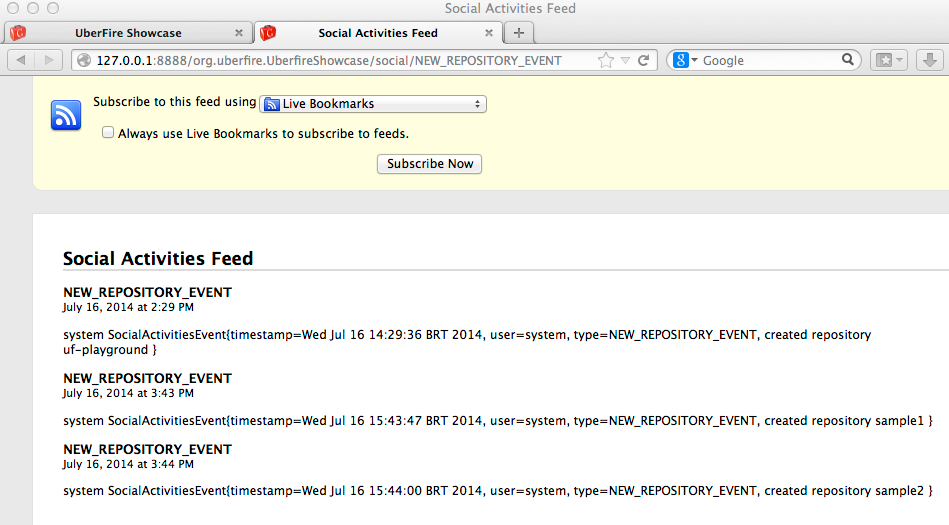 Social Activities Feed
UberFire Showcase
Social Activities Feed
127.0.0.1:8888/org.uberfire.UberfireShowcase/social/NEW_REPOSITORY_EVENT
Google
Subscribe to this feed using Live Bookmarks
Always use Live Bookmarks to subscribe to feeds.
Subscribe Now
Social Activities Feed
NEW_REPOSITORY_EVENT
July 16, 2014 at 2:29 PM
system SocialActivitiesEvent{timestamp=Wed Jul 16 14:29:36 BRT 2014, user=system, type=NEW_REPOSITORY_EVENT, created repository
uf-playground }
NEW_REPOSITORY_EVENT
July 16, 2014 at 3:43 PM
system SocialActivitiesEvent{timestamp=Wed Jul 16 15:43:47 BRT 2014, user=system, type=NEW_REPOSITORY_EVENT, created repository sample1 }
NEW_REPOSITORY_EVENT
July 16, 2014 at 3:44 PM
system SocialActivitiesEvent{timestamp=Wed Jul 16 15:44:00 BRT 2014, user=system, type=NEW_REPOSITORY_EVENT, created repository sample2 }